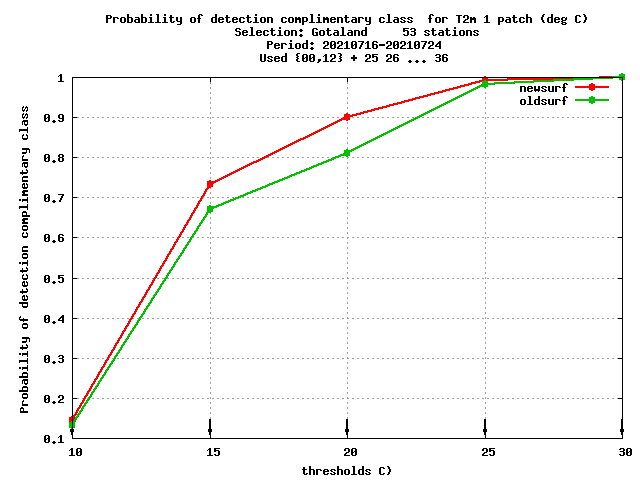 Probability of detection complimentary class  for T2m 1 patch (deg C)
Selection: Gotaland     53 stations
Period: 20210716-20210724
Used {00,12} + 25 26 ... 36
newsurf
oldsurf
Probability of detection complimentary class
1
0.9
0.8
0.7
0.6
0.5
0.4
0.3
0.2
0.1
10 15 20 25 30
thresholds C)